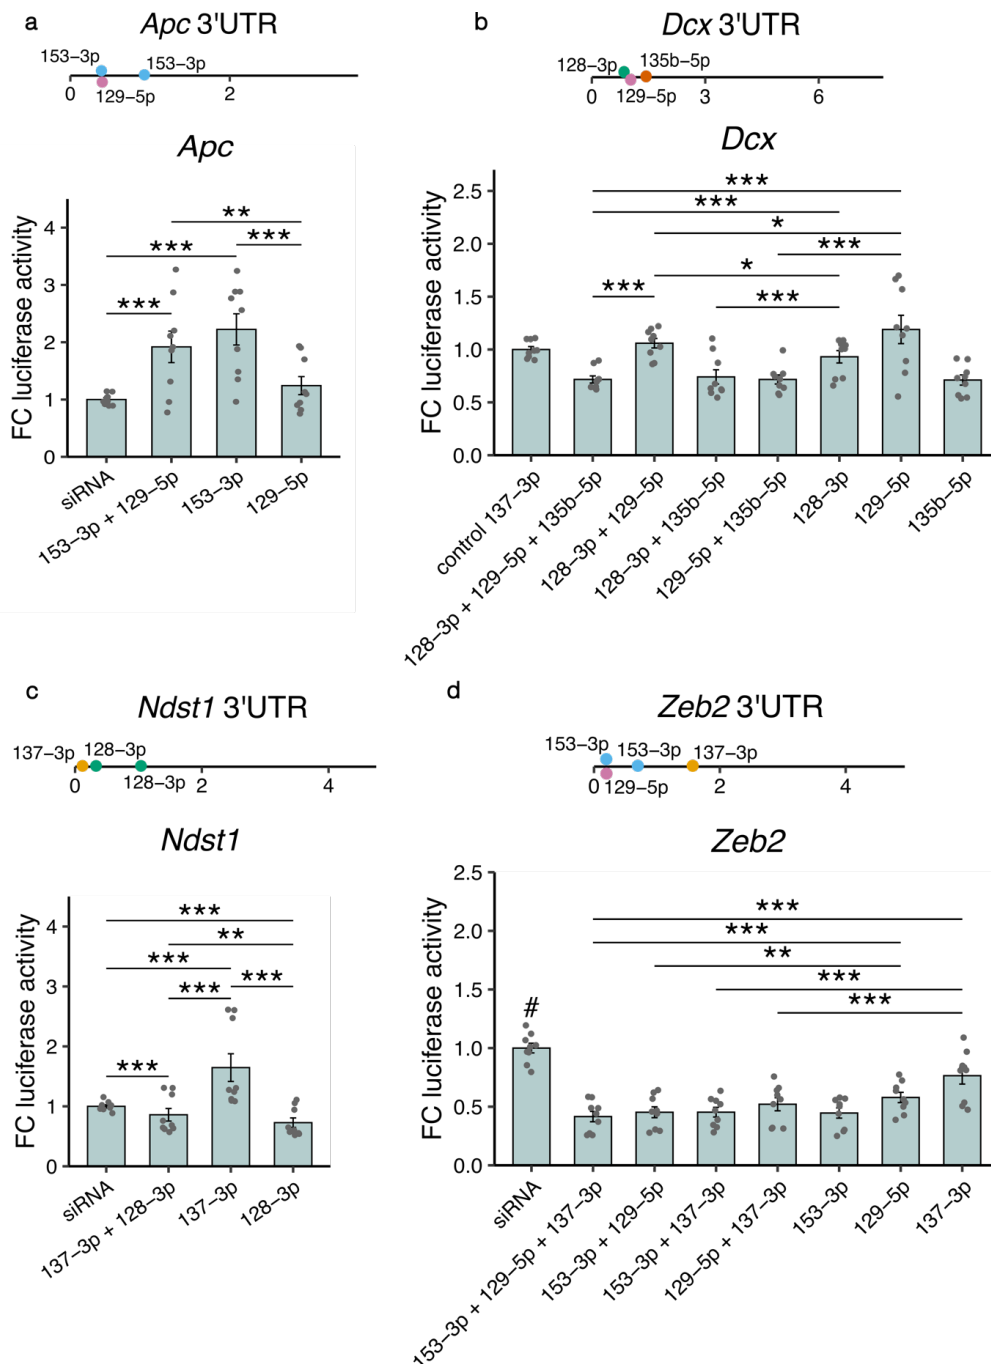 a
Apc 3'UTR
153–3p
153–3p
129–5p
0
2
Apc
FC luciferase activity
4
3
2
1
0
**
***
***
***
siRNA
153–3p + 129–5p
153–3p
129–5p
b
Dcx 3'UTR
128–3p
135b–5p
129–5p
0
3
6
Dcx
FC luciferase activity
2.5
2.0
1.5
1.0
0.5
0.0
***
***
*
***
*
***
***
control 137–3p
128–3p + 129–5p + 135b–5p
128–3p + 129–5p
128–3p + 135b–5p
129–5p + 135b–5p
128–3p
129–5p
135b–5p
c
Ndst1 3'UTR
137–3p
128–3p
128–3p
0
2
4
Ndst1
FC luciferase activity
4
3
2
1
0
***
**
***
***
***
***
siRNA
137–3p + 128–3p
137–3p
128–3p
d
Zeb2 3'UTR
153–3p
153–3p
137–3p
129–5p
0
2
4
Zeb2
FC luciferase activity
2.5
2.0
1.5
1.0
0.5
0.0
***
***
**
***
***
#
siRNA
153–3p + 129–5p + 137–3p
153–3p + 129–5p
153–3p + 137–3p
129–5p + 137–3p
153–3p
129–5p
137–3p